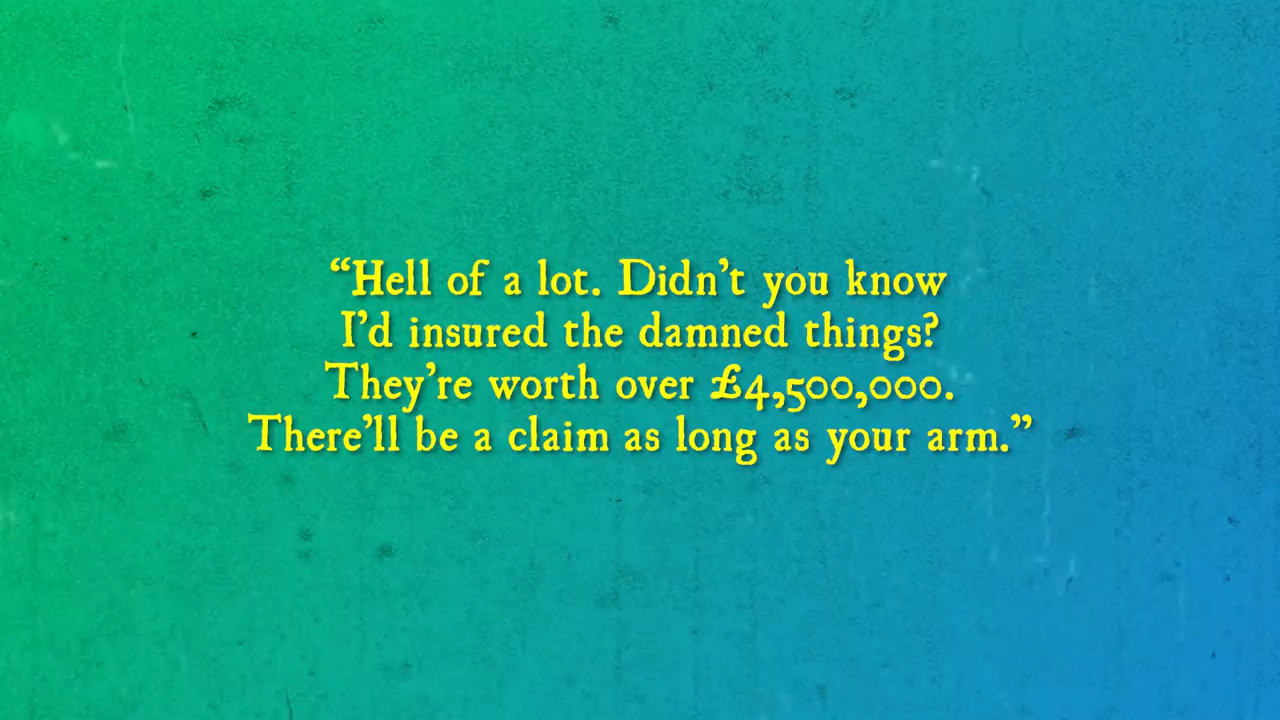 “Hell of a lot. Didn’t you know
I’d insured the damned things?
They’re worth over £4,500,000.
There’ll be a claim as long as your arm.”